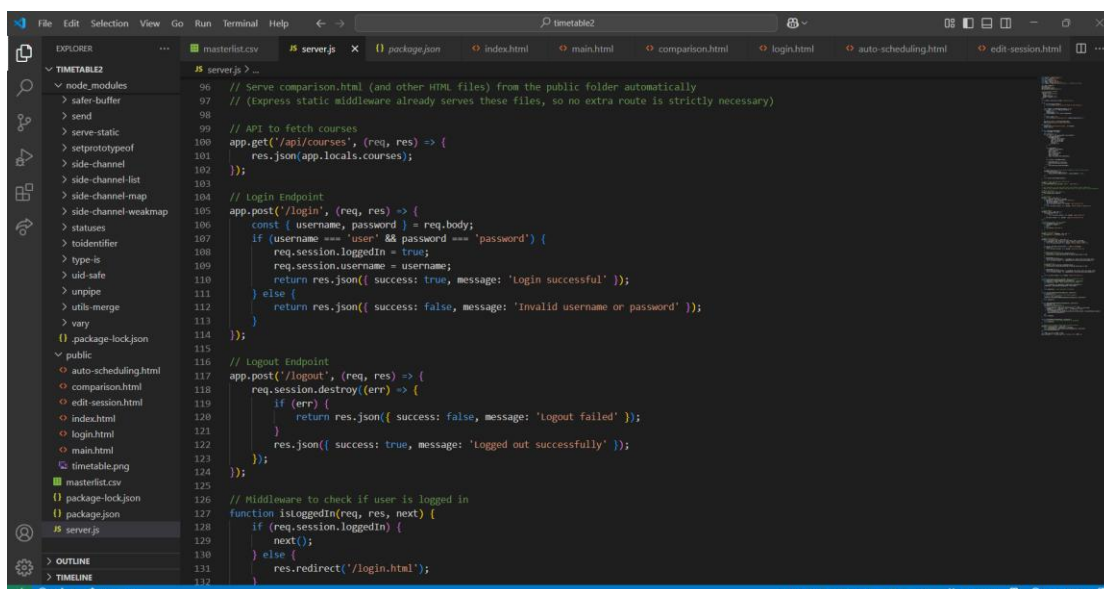 File Edit Selection View Go Run Terminal Help
timetable2
EXPLORER
masterlist.csv
JS server.js
{} package.json
index.html
main.html
comparison.html
login.html
auto-scheduling.html
edit-session.html
TIMETABLE2
node_modules
safer-buffer
send
serve-static
setprototypeof
side-channel
side-channel-list
side-channel-map
side-channel-weakmap
statuses
toidentifier
type-is
uid-safe
unpipe
utils-merge
vary
{} .package-lock.json
public
auto-scheduling.html
comparison.html
edit-session.html
index.html
login.html
main.html
timetable.png
masterlist.csv
{} package-lock.json
{} package.json
JS server.js
OUTLINE
TIMELINE
JS server.js > ...
96 // Serve comparison.html (and other HTML files) from the public folder automatically
97 // (Express static middleware already serves these files, so no extra route is strictly necessary)
98
99 // API to fetch courses
100 app.get('/api/courses', (req, res) => {
101 res.json(app.locals.courses);
102 });
103
104 // Login Endpoint
105 app.post('/login', (req, res) => {
106 const { username, password } = req.body;
107 if (username === 'user' && password === 'password') {
108 req.session.loggedIn = true;
109 req.session.username = username;
110 return res.json({ success: true, message: 'Login successful' });
111 } else {
112 return res.json({ success: false, message: 'Invalid username or password' });
113 }
114 });
115
116 // Logout Endpoint
117 app.post('/logout', (req, res) => {
118 req.session.destroy((err) => {
119 if (err) {
120 return res.json({ success: false, message: 'Logout failed' });
121 }
122 res.json({ success: true, message: 'Logged out successfully' });
123 });
124 });
125
126 // Middleware to check if user is logged in
127 function isLoggedIn(req, res, next) {
128 if (req.session.loggedIn) {
129 next();
130 } else {
131 res.redirect('/login.html');
132 }